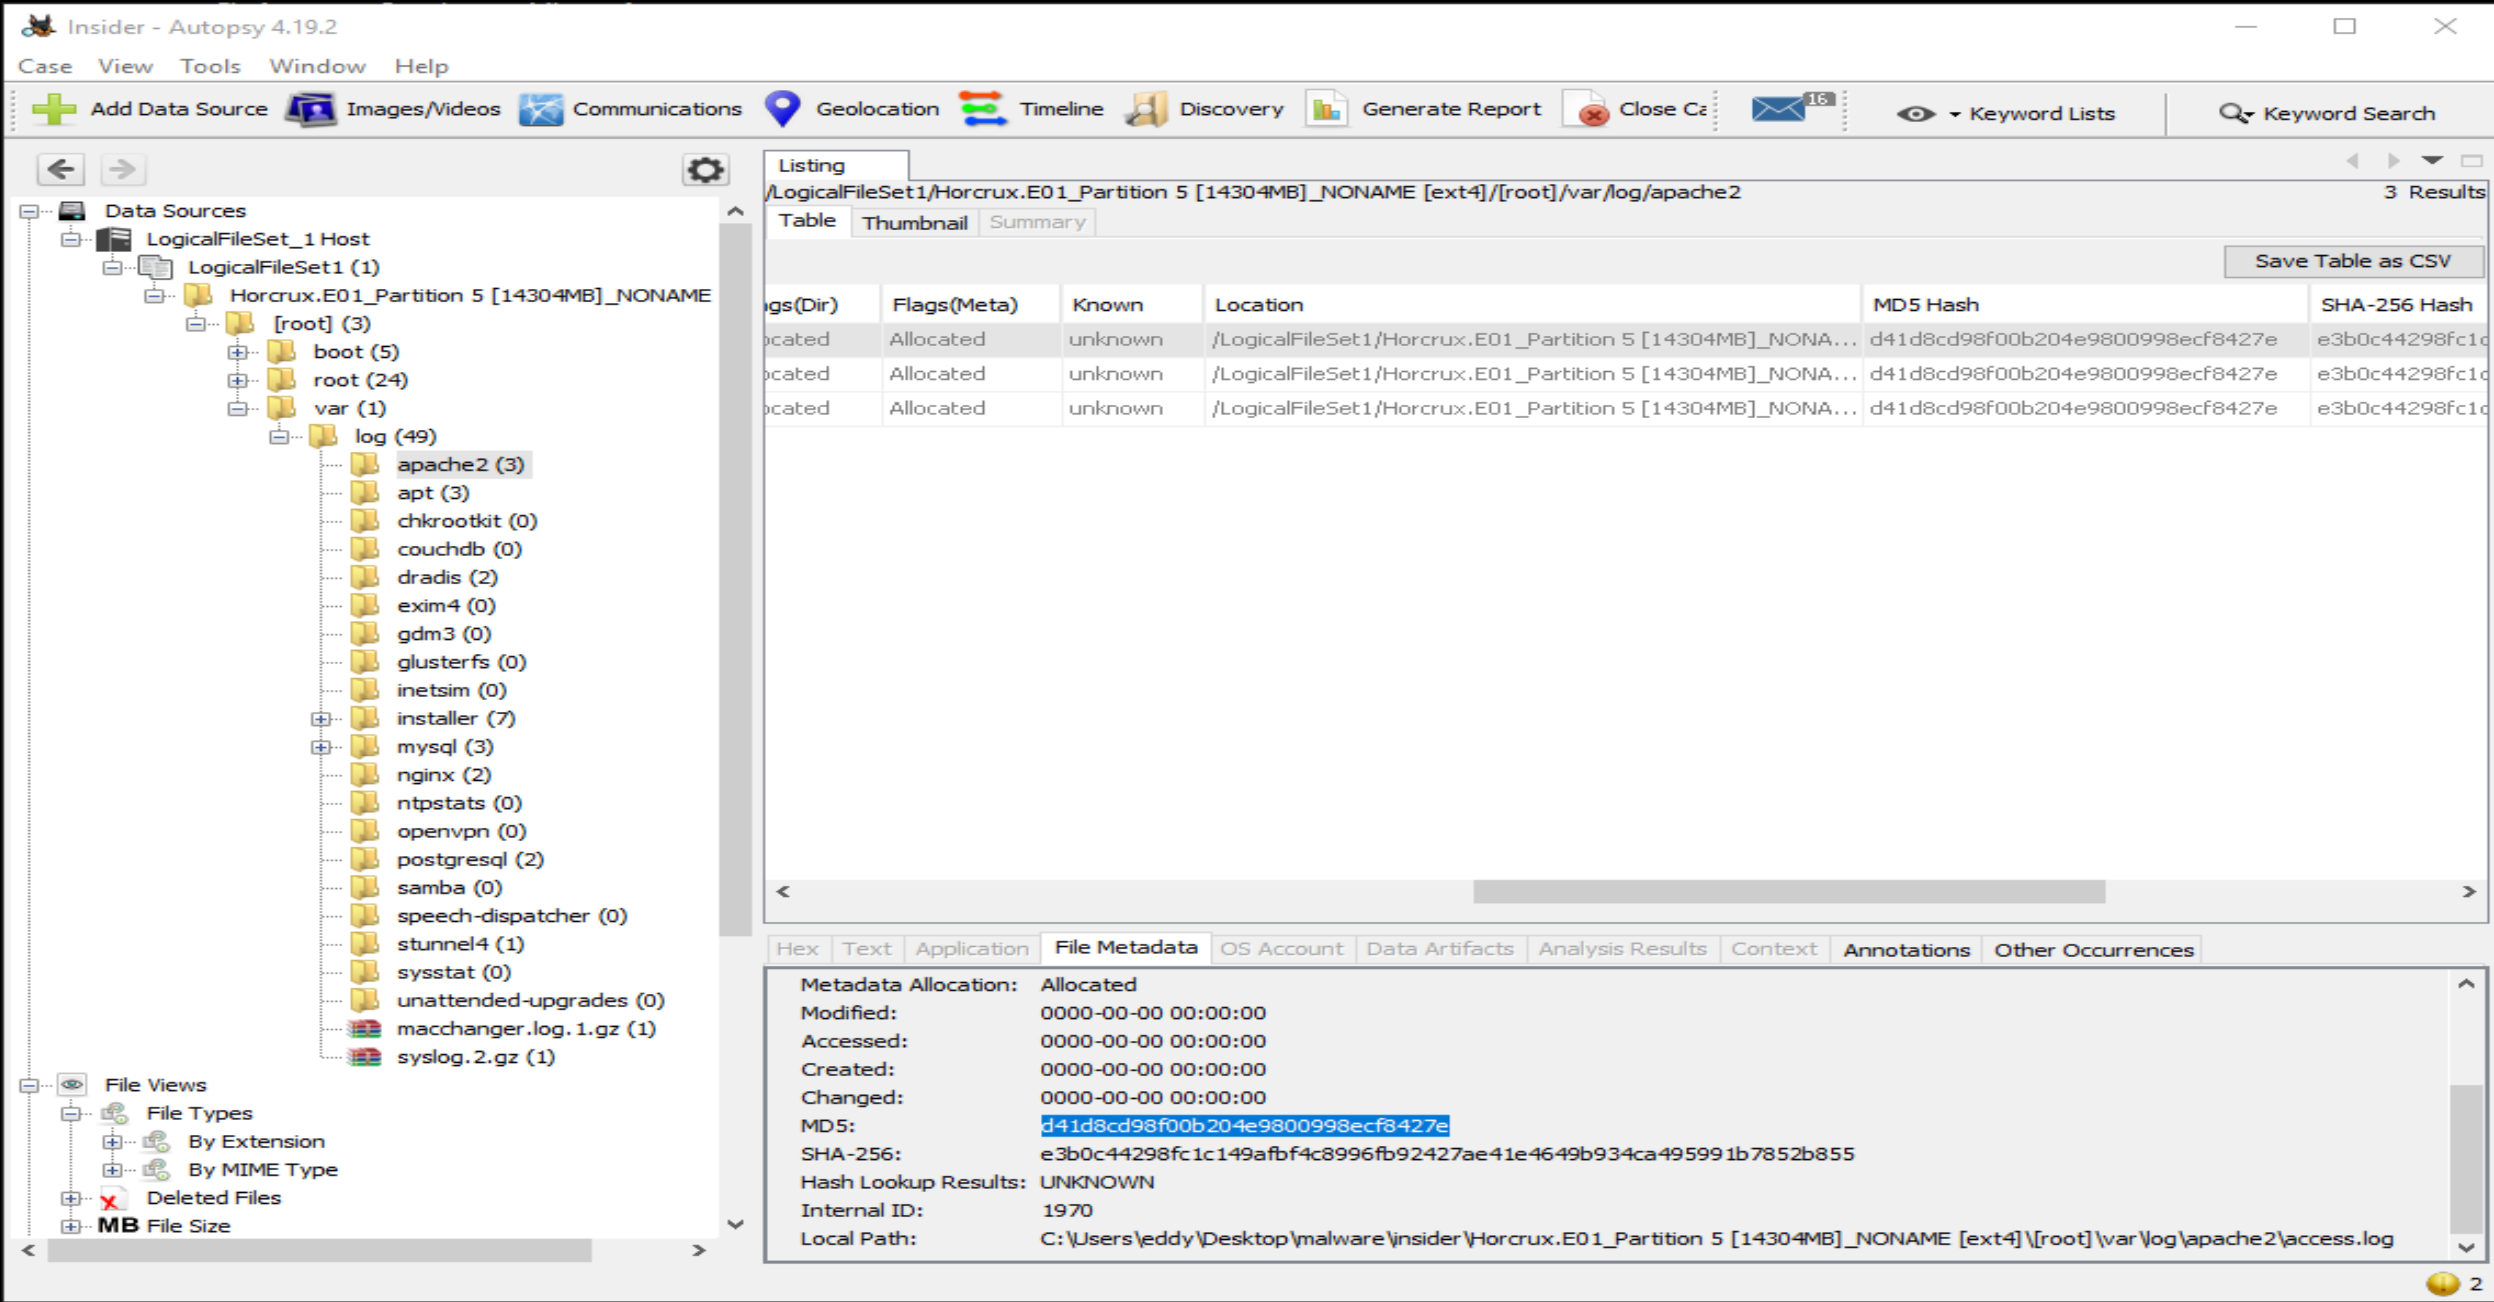 Insider - Autopsy 4.19.2
Case View Tools Window Help
Add Data Source Images/Videos Communications Geolocation Timeline Discovery Generate Report Close Ca 16 Keyword Lists Keyword Search
Listing
/LogicalFileSet1/Horcrux.E01_Partition 5 [14304MB]_NONAME [ext4]/[root]/var/log/apache2 3 Results
Table Thumbnail Summary
Save Table as CSV
gs(Dir) Flags(Meta) Known Location MD5 Hash SHA-256 Hash
ocated Allocated unknown /LogicalFileSet1/Horcrux.E01_Partition 5 [14304MB]_NONA... d41d8cd98f00b204e9800998ecf8427e e3b0c44298fc1c
ocated Allocated unknown /LogicalFileSet1/Horcrux.E01_Partition 5 [14304MB]_NONA... d41d8cd98f00b204e9800998ecf8427e e3b0c44298fc1c
ocated Allocated unknown /LogicalFileSet1/Horcrux.E01_Partition 5 [14304MB]_NONA... d41d8cd98f00b204e9800998ecf8427e e3b0c44298fc1c
Data Sources
LogicalFileSet_1 Host
LogicalFileSet1 (1)
Horcrux.E01_Partition 5 [14304MB]_NONAME
[root] (3)
boot (5)
root (24)
var (1)
log (49)
apache2 (3)
apt (3)
chkrootkit (0)
couchdb (0)
dradis (2)
exim4 (0)
gdm3 (0)
glusterfs (0)
inetsim (0)
installer (7)
mysql (3)
nginx (2)
ntpstats (0)
openvpn (0)
postgresql (2)
samba (0)
speech-dispatcher (0)
stunnel4 (1)
sysstat (0)
unattended-upgrades (0)
macchanger.log.1.gz (1)
syslog.2.gz (1)
File Views
File Types
By Extension
By MIME Type
Deleted Files
MB File Size
Hex Text Application File Metadata OS Account Data Artifacts Analysis Results Context Annotations Other Occurrences
Metadata Allocation: Allocated
Modified: 0000-00-00 00:00:00
Accessed: 0000-00-00 00:00:00
Created: 0000-00-00 00:00:00
Changed: 0000-00-00 00:00:00
MD5: d41d8cd98f00b204e9800998ecf8427e
SHA-256: e3b0c44298fc1c149afbf4c8996fb92427ae41e4649b934ca495991b7852b855
Hash Lookup Results: UNKNOWN
Internal ID: 1970
Local Path: C:\Users\eddy\Desktop\malware\insider\Horcrux.E01_Partition 5 [14304MB]_NONAME [ext4]\[root]\var\log\apache2\access.log
2